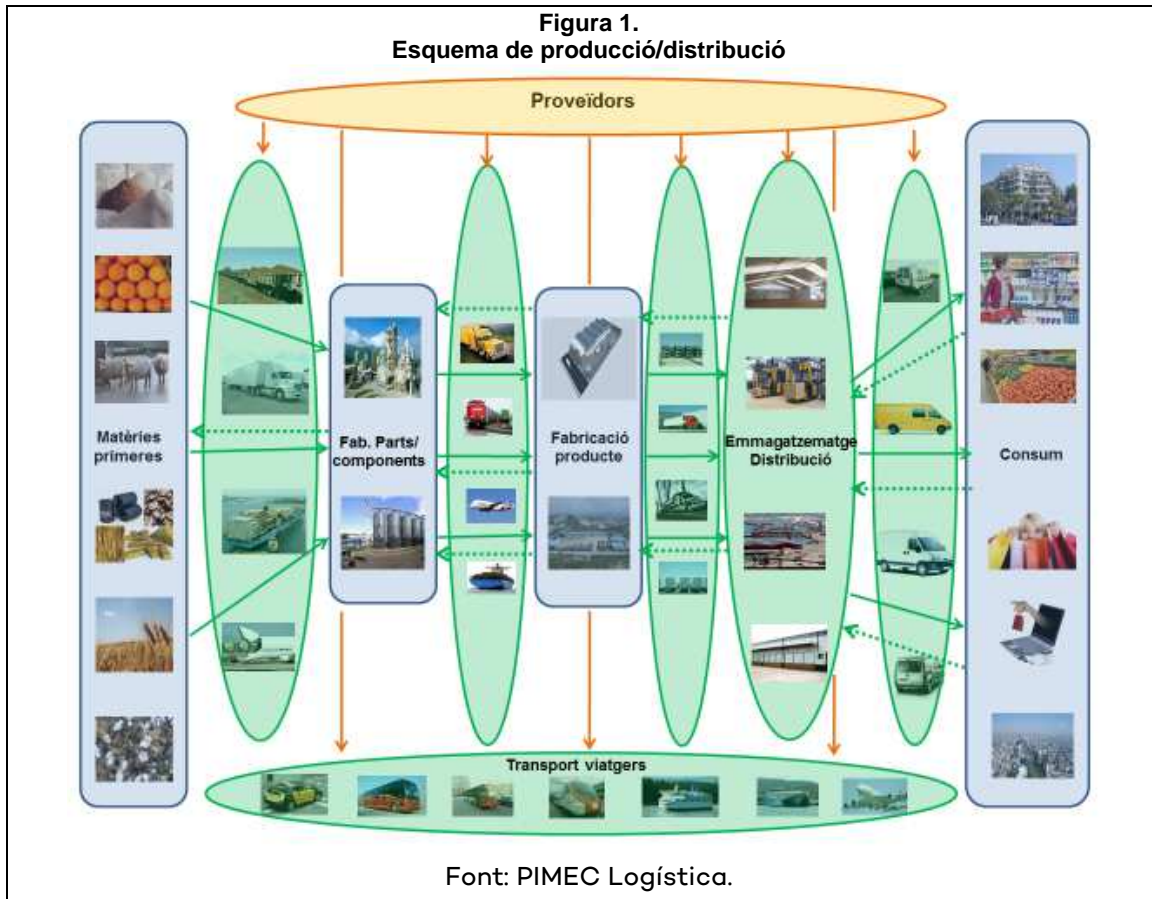 Figura 1.
Esquema de producció/distribució
Proveïdors
Matèries
primeres
Fab. Parts/
components
Fabricació
producte
Emmagatzematge
Distribució
Consum
Transport viatgers
Font: PIMEC Logística.